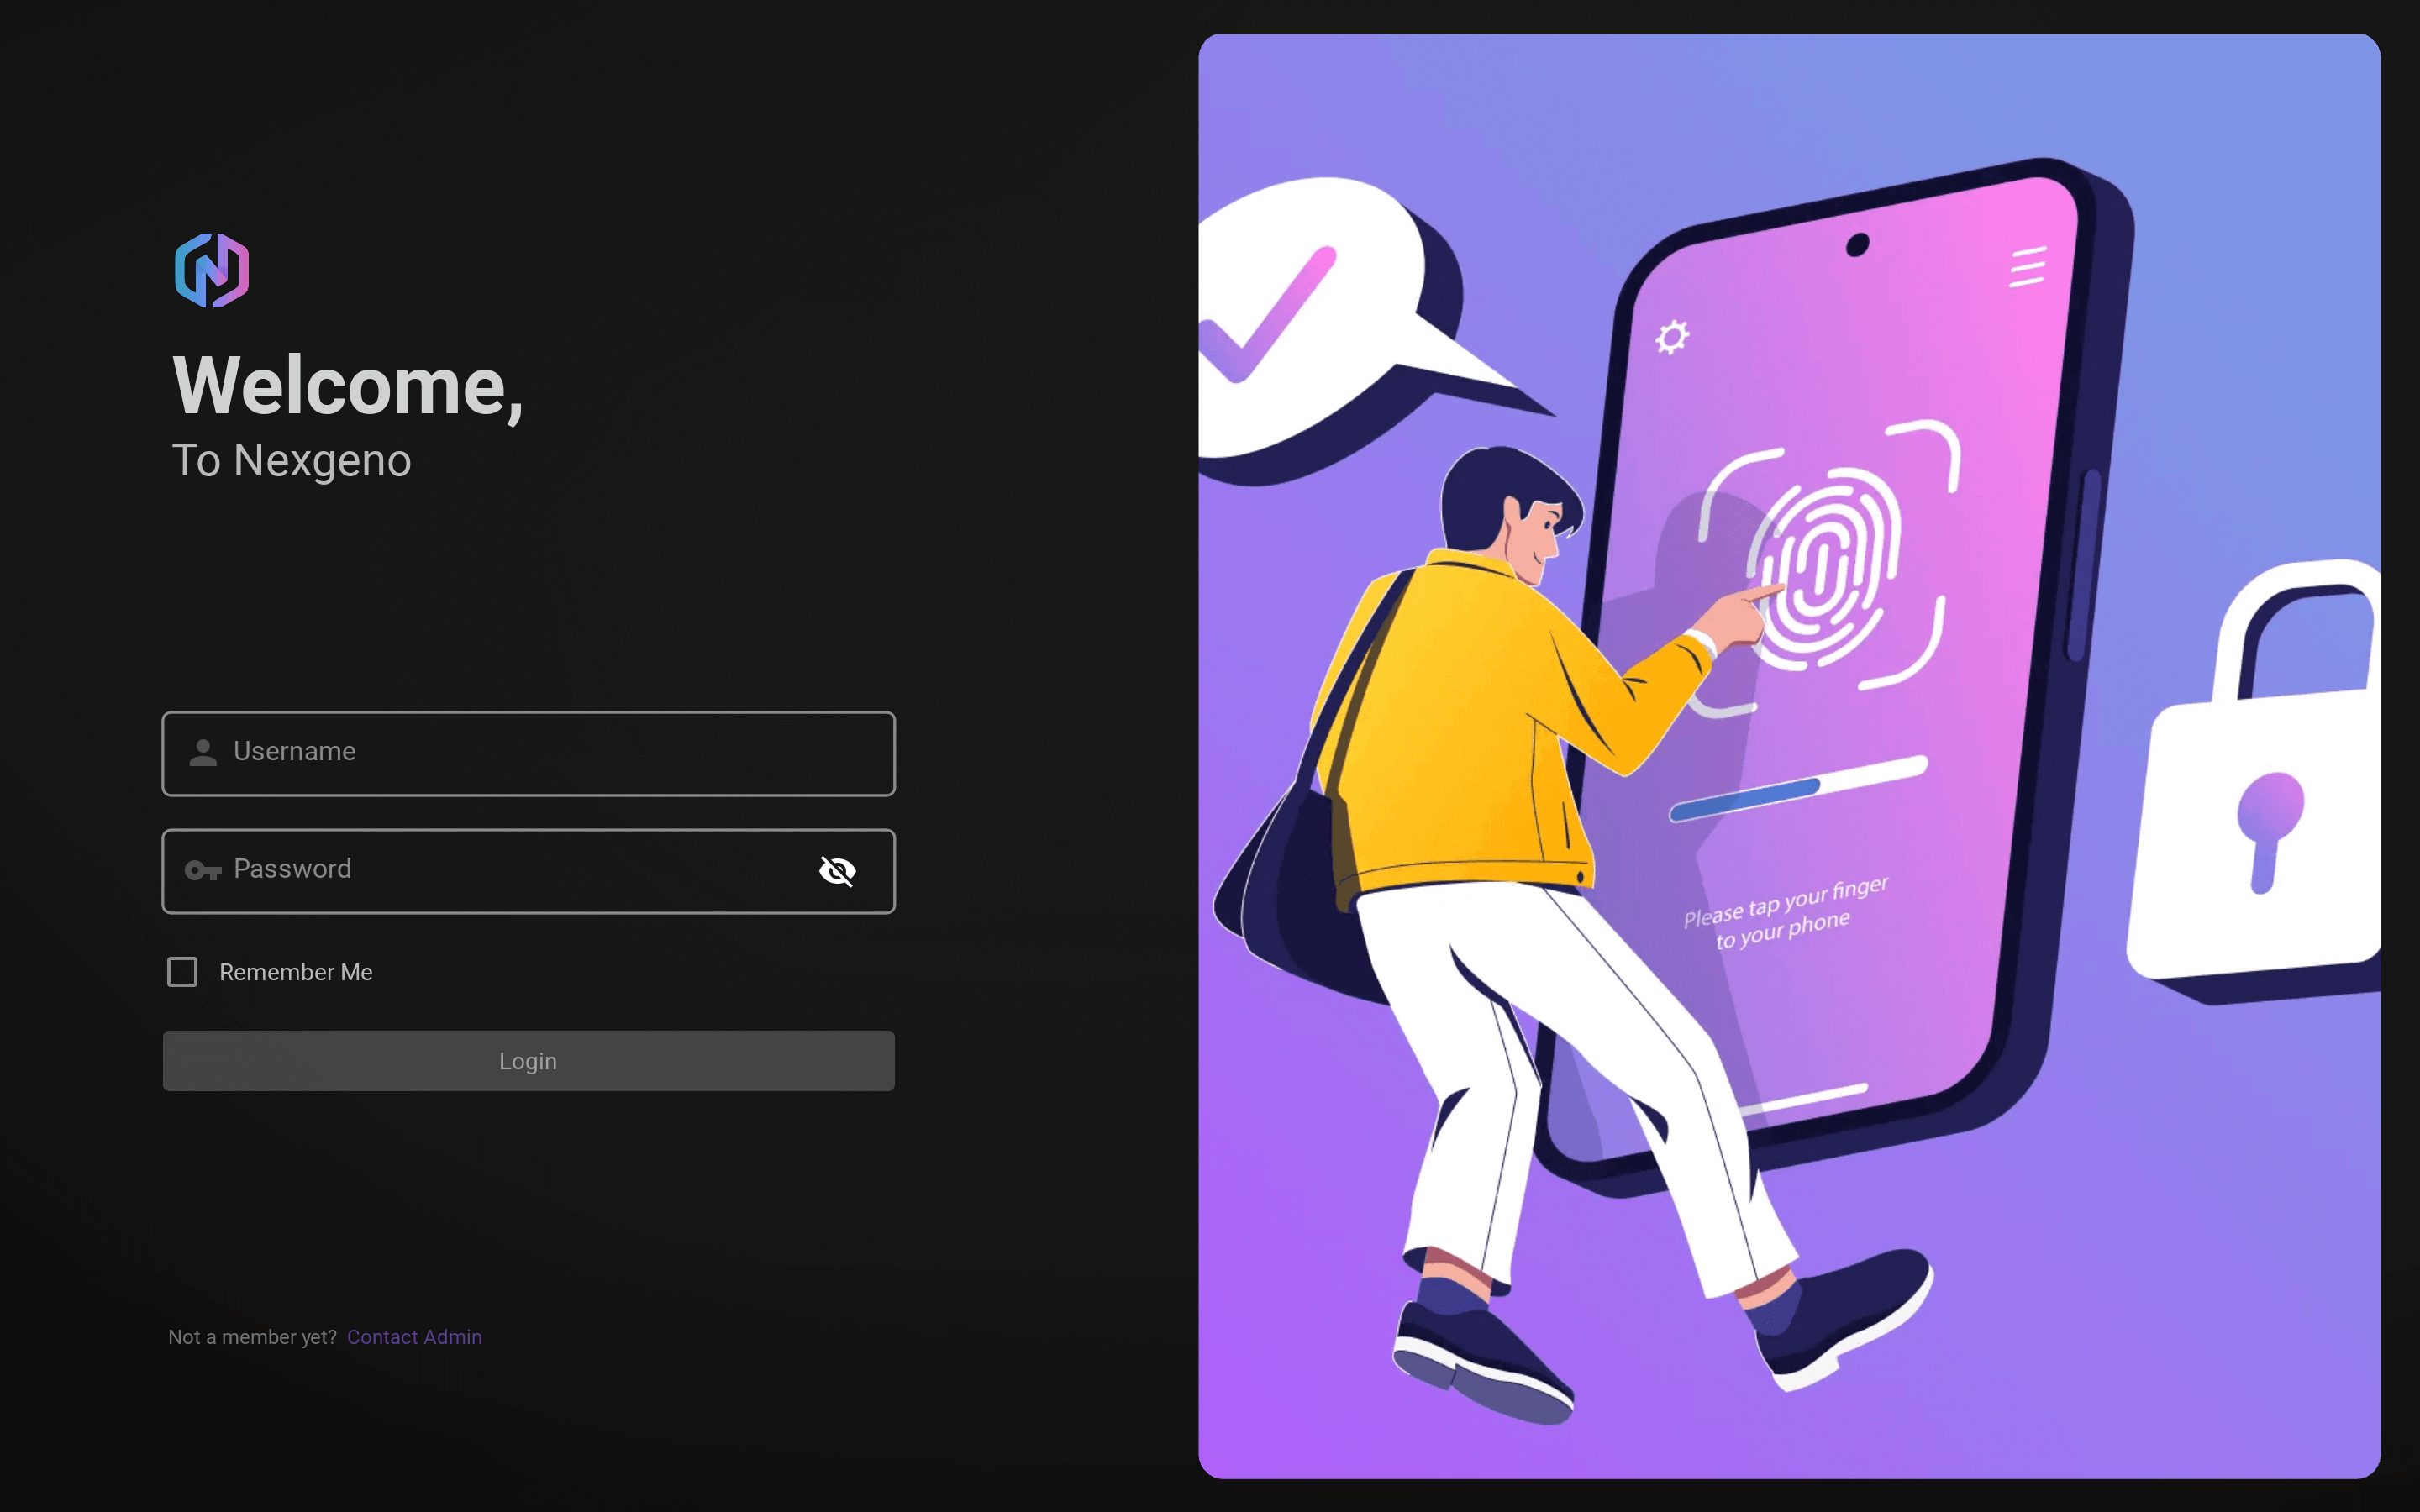 Welcome,
To Nexgeno
Username
Password
Remember Me
Login
Not a member yet? Contact Admin
Please tap your finger
to your phone